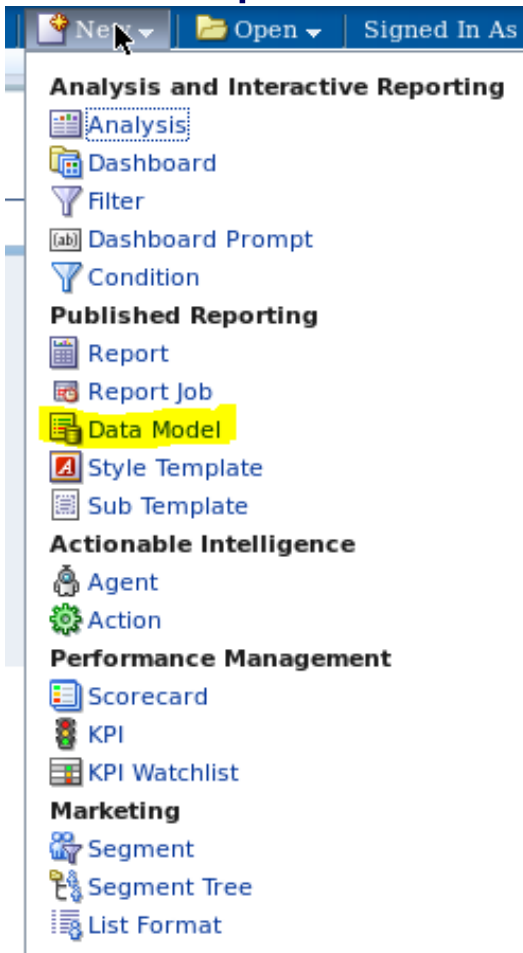 New Open Signed In As
Analysis and Interactive Reporting
Analysis
Dashboard
Filter
(ab) Dashboard Prompt
Condition
Published Reporting
Report
Report Job
Data Model
Style Template
Sub Template
Actionable Intelligence
Agent
Action
Performance Management
Scorecard
KPI
KPI Watchlist
Marketing
Segment
Segment Tree
List Format